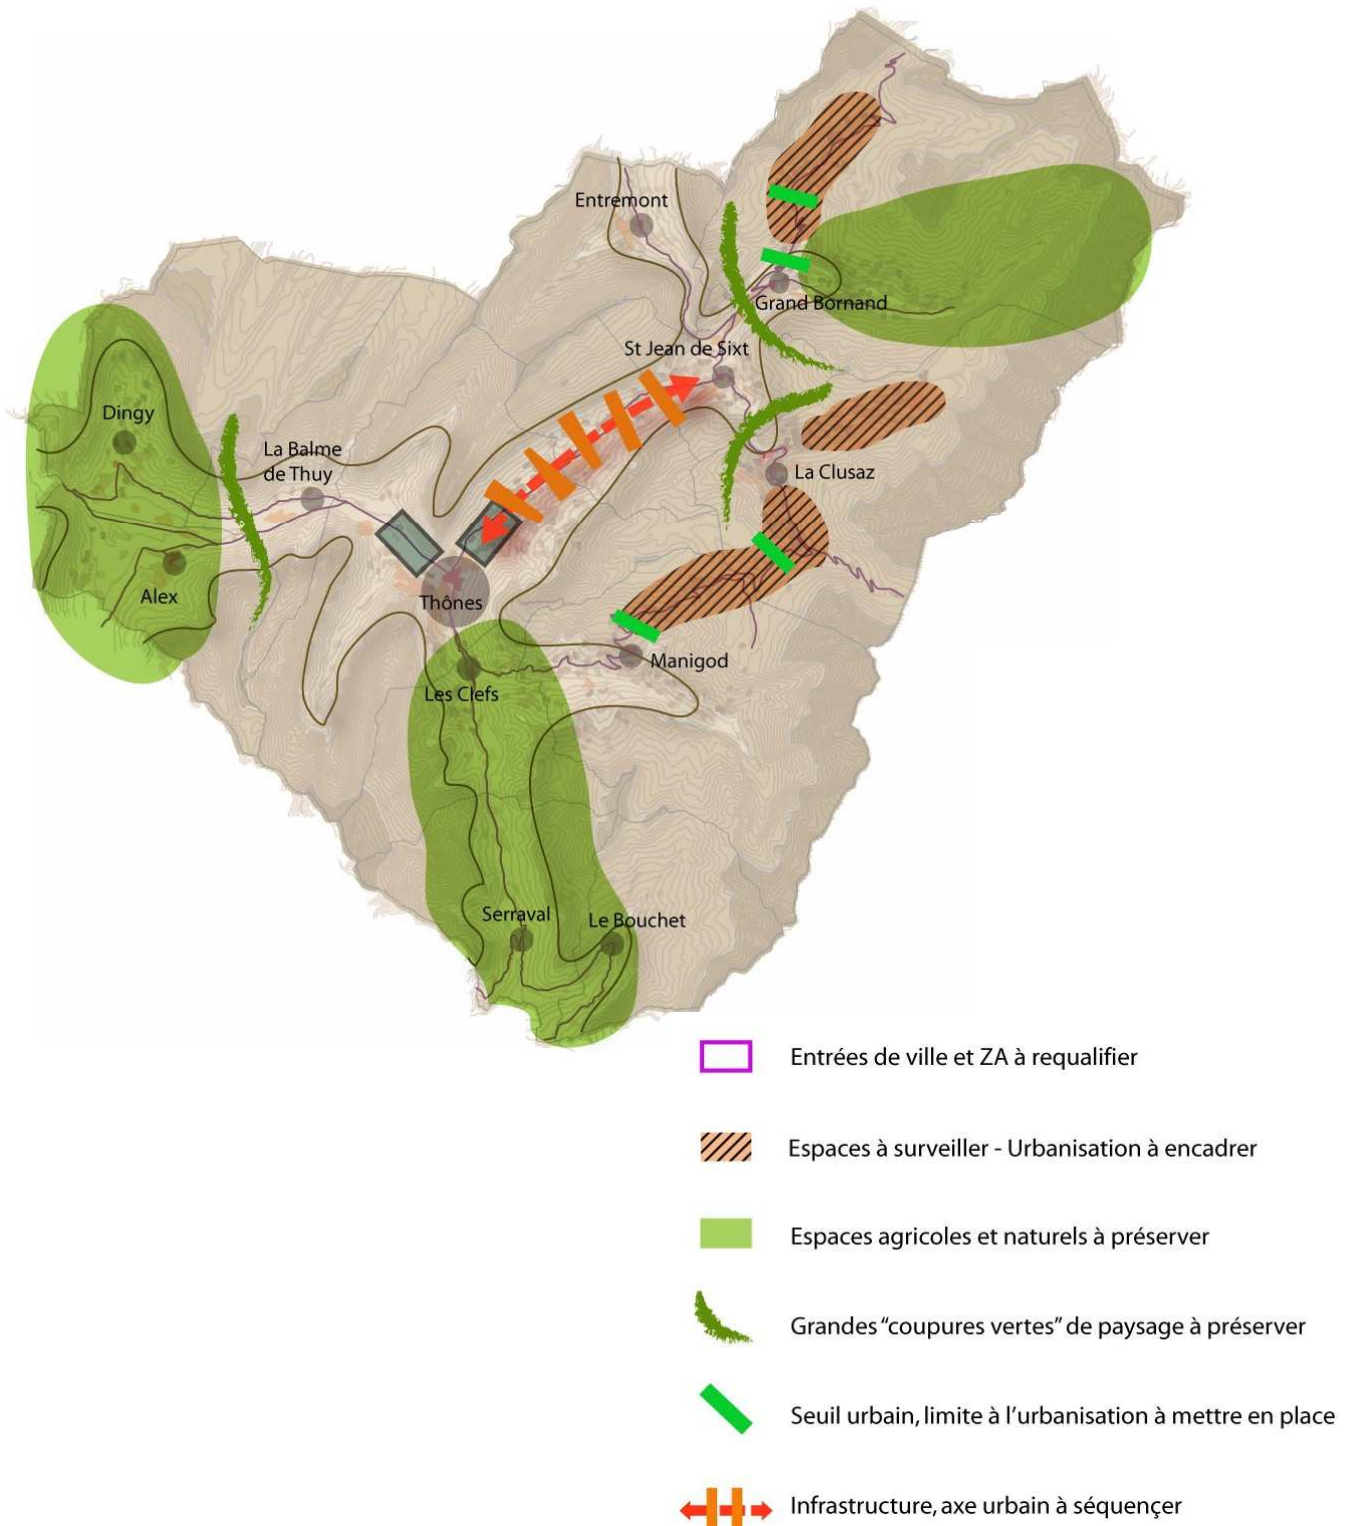 Entremont
Grand Bornand
St Jean de Sixt
Dingy
La Balme
de Thuy
La Clusaz
Alex
Thônes
Manigod
Les Clefs
Serraval
Le Bouchet
Entrées de ville et ZA à requalifier
Espaces à surveiller - Urbanisation à encadrer
Espaces agricoles et naturels à préserver
Grandes "coupures vertes" de paysage à préserver
Seuil urbain, limite à l'urbanisation à mettre en place
Infrastructure, axe urbain à séquençer